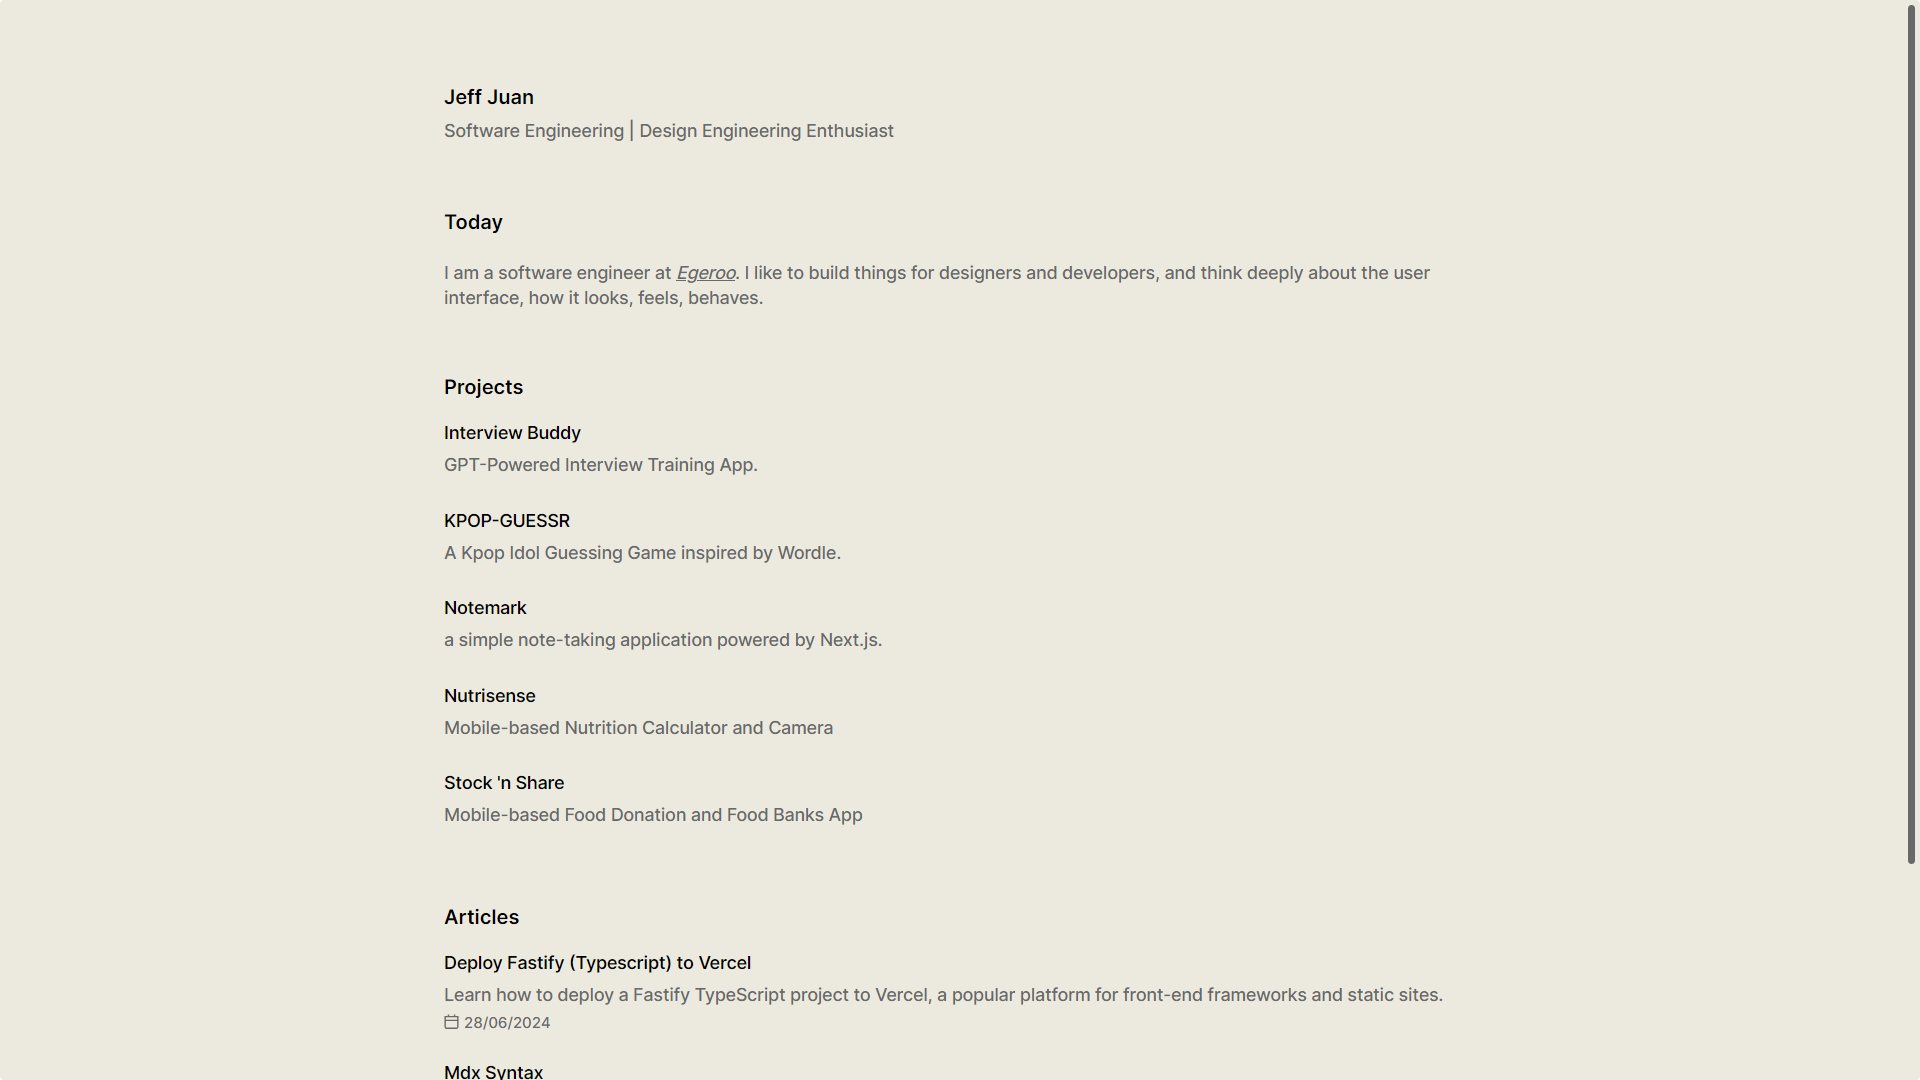 Jeff Juan
Software Engineering | Design Engineering Enthusiast
Today
I am a software engineer at Egeroo. I like to build things for designers and developers, and think deeply about the user
interface, how it looks, feels, behaves.
Projects
Interview Buddy
GPT-Powered Interview Training App.
KPOP-GUESSR
A Kpop Idol Guessing Game inspired by Wordle.
Notemark
a simple note-taking application powered by Next.js.
Nutrisense
Mobile-based Nutrition Calculator and Camera
Stock 'n Share
Mobile-based Food Donation and Food Banks App
Articles
Deploy Fastify (Typescript) to Vercel
Learn how to deploy a Fastify TypeScript project to Vercel, a popular platform for front-end frameworks and static sites.
28/06/2024
Mdx Syntax